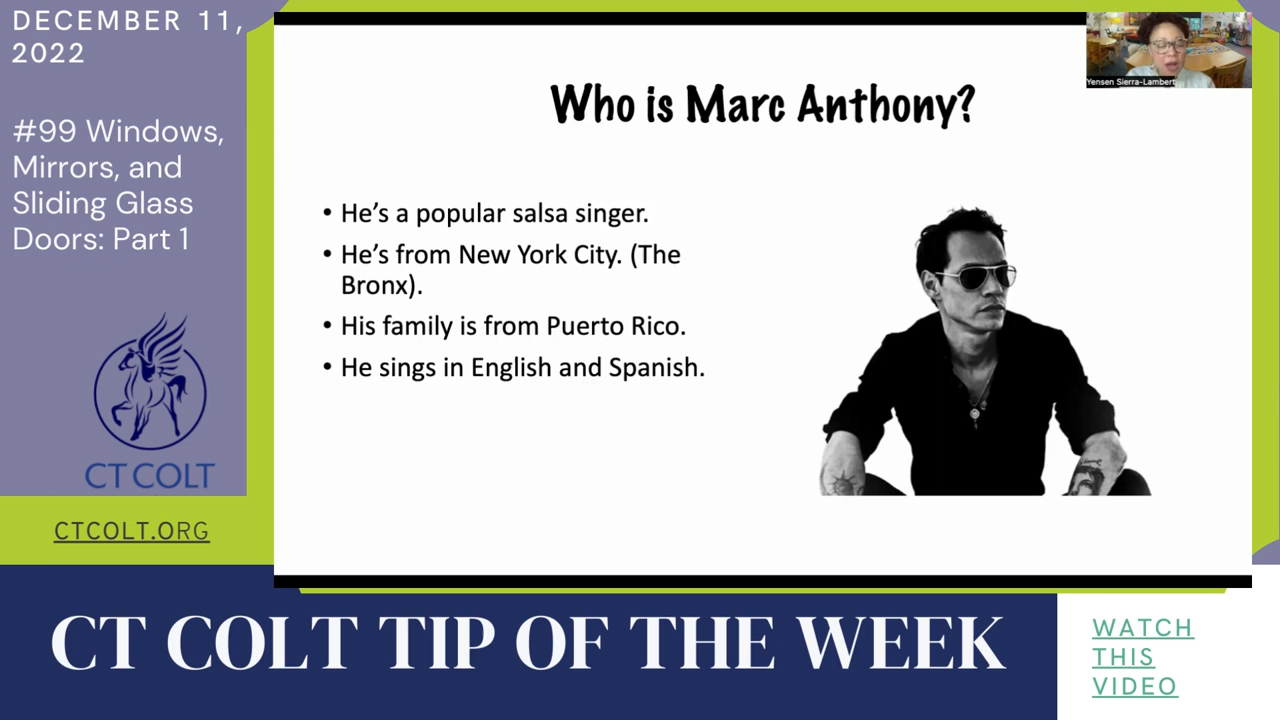 DECEMBER 11,
2022
#99 Windows,
Mirrors, and
Sliding Glass
Doors: Part 1
CT COLT
CTCOLT.ORG
Who is Marc Anthony?
• He's a popular salsa singer.
• He's from New York City. (The
Bronx).
• His family is from Puerto Rico.
• He sings in English and Spanish.
Yensen Sierra-Lambert
CT COLT TIP OF THE WEEK
WATCH
THIS
VIDEO